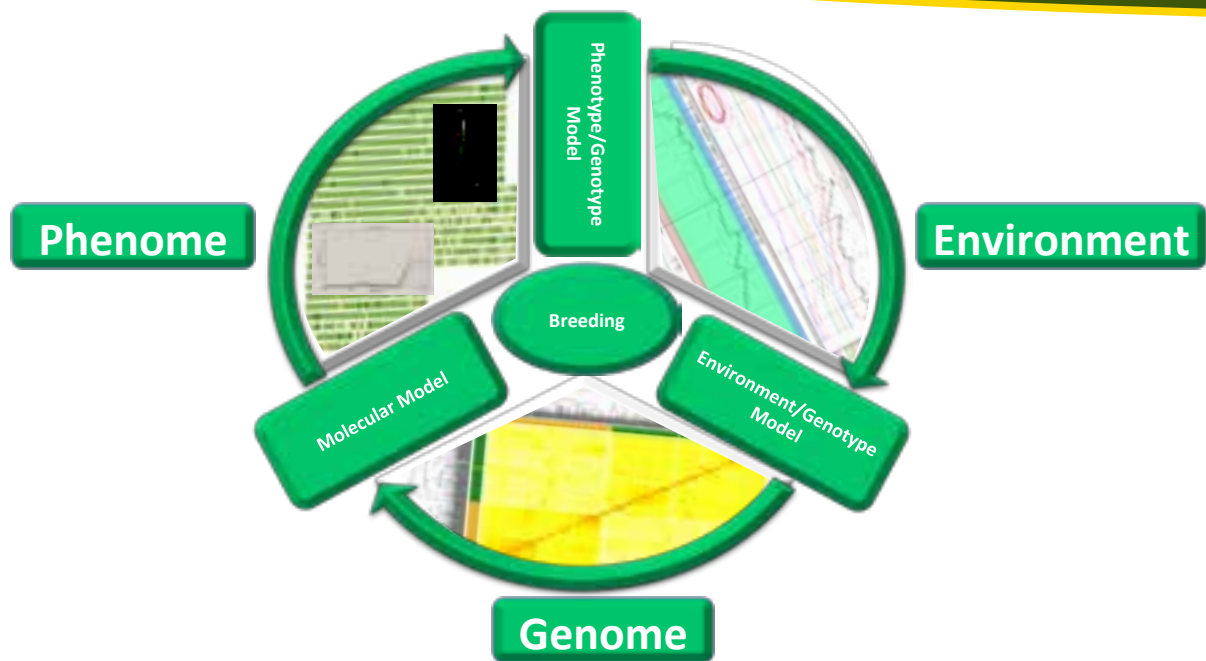 Phenotype/Genotype
Model
Phenome
Environment
Breeding
Molecular Model
Environment/Genotype
Model
Genome